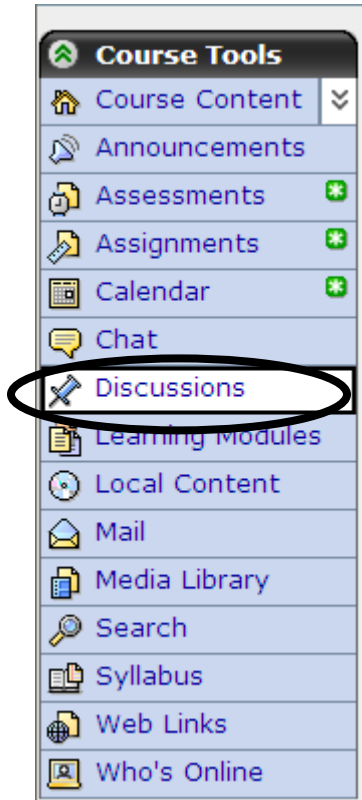 Course Tools
Course Content
Announcements
Assessments
Assignments
Calendar
Chat
Discussions
Learning Modules
Local Content
Mail
Media Library
Search
Syllabus
Web Links
Who's Online